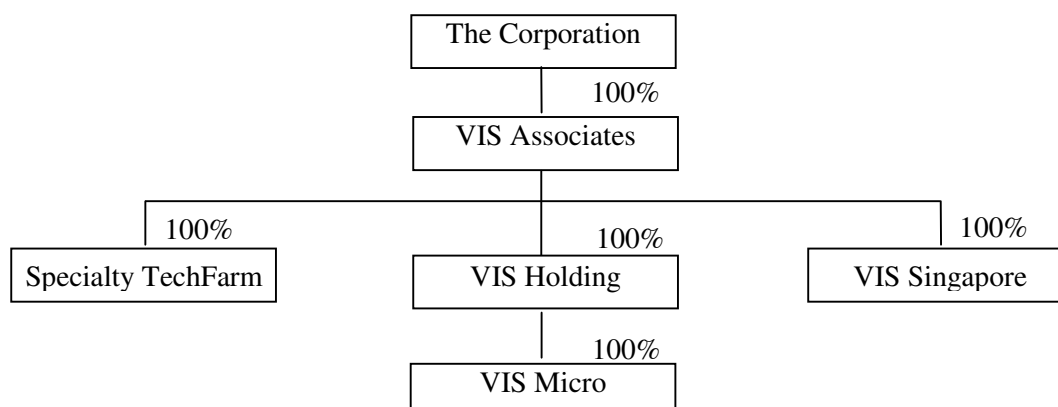 The Corporation
100%
VIS Associates
100%
100%
100%
Specialty TechFarm
VIS Holding
VIS Singapore
100%
VIS Micro